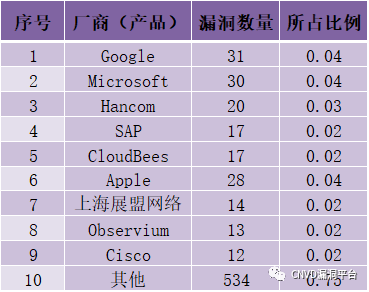 序号 厂商（产品） 漏洞数量 所占比例
1 Google 31 0.04
2 Microsoft 30 0.04
3 Hancom 20 0.03
4 SAP 17 0.02
5 CloudBees 17 0.02
6 Apple 28 0.04
7 上海展盟网络 14 0.02
8 Observium 13 0.02
9 Cisco 12 0.02
10 其他 534 0.75
CNVD漏洞平台